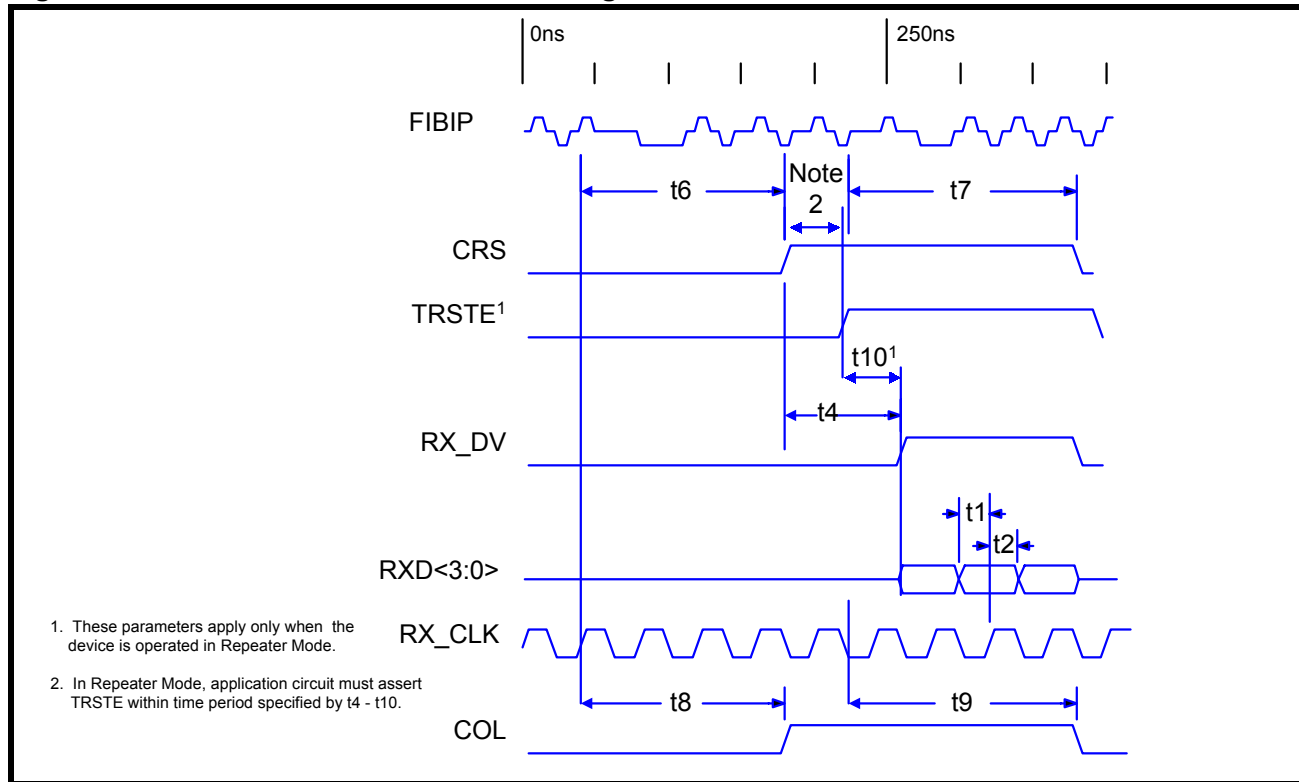 0ns 250ns
FIBIP
t6 Note t7
2
CRS
TRSTE¹
t10¹
t4
RX_DV
t1
t2
RXD<3:0>
RX_CLK
1. These parameters apply only when the
device is operated in Repeater Mode.
2. In Repeater Mode, application circuit must assert
TRSTE within time period specified by t4 - t10.
t8 t9
COL